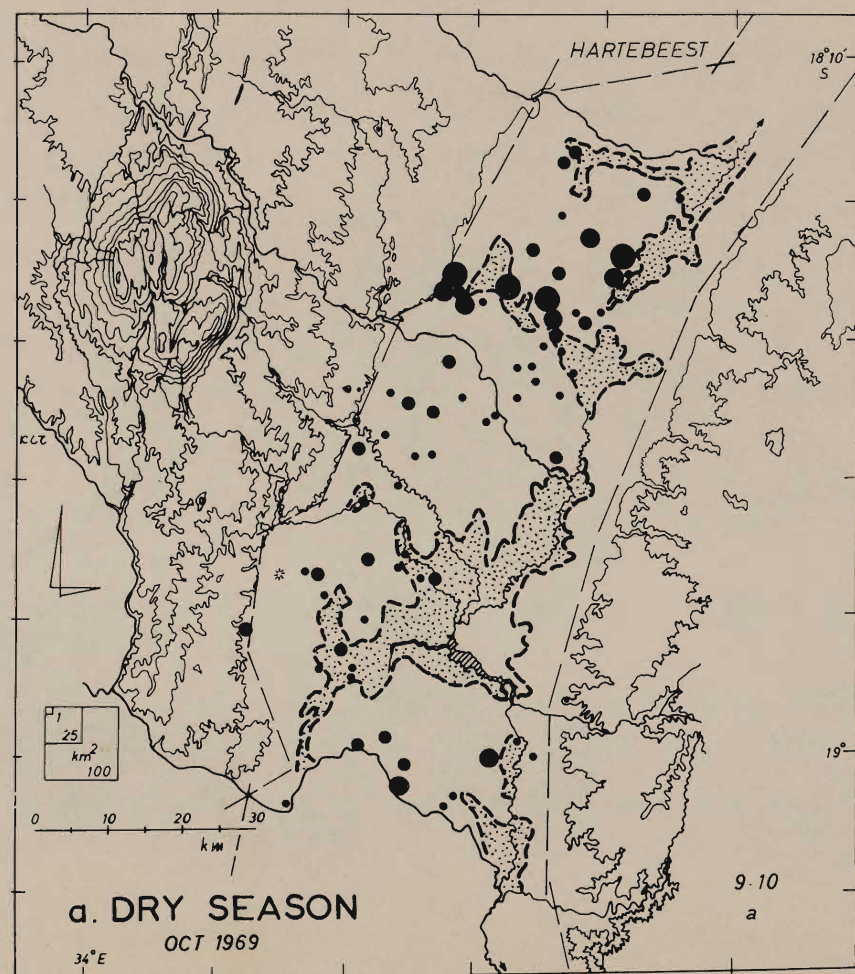 HARTEBEEST
18° 10'
S
KLT
1
25
km²
100
19°
0 10 20 30
km
a. DRY SEASON
OCT 1969
34° E
9·10
a